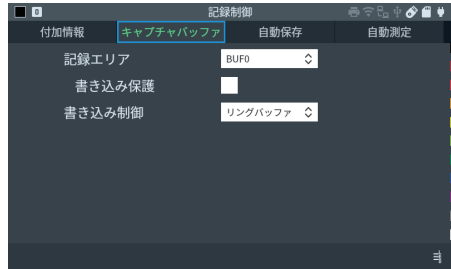 0 記録制御
付加情報 キャプチャバッファ 自動保存 自動測定
記録エリア BUF0
書き込み保護
書き込み制御 リングバッファ